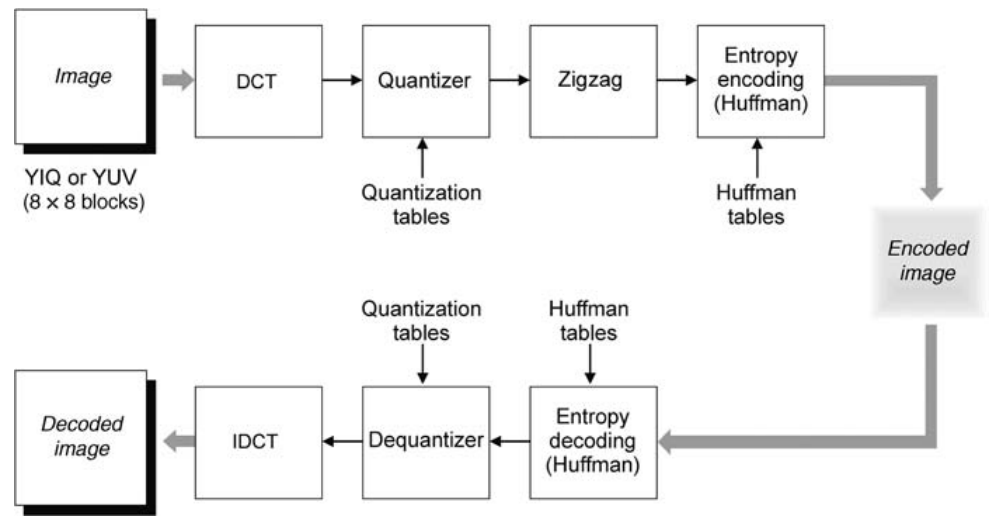 Image
YIQ or YUV
(8 × 8 blocks)
DCT
Quantizer
Quantization
tables
Zigzag
Entropy
encoding
(Huffman)
Huffman
tables
Encoded
image
Huffman
tables
Entropy
decoding
(Huffman)
Quantization
tables
Dequantizer
IDCT
Decoded
image